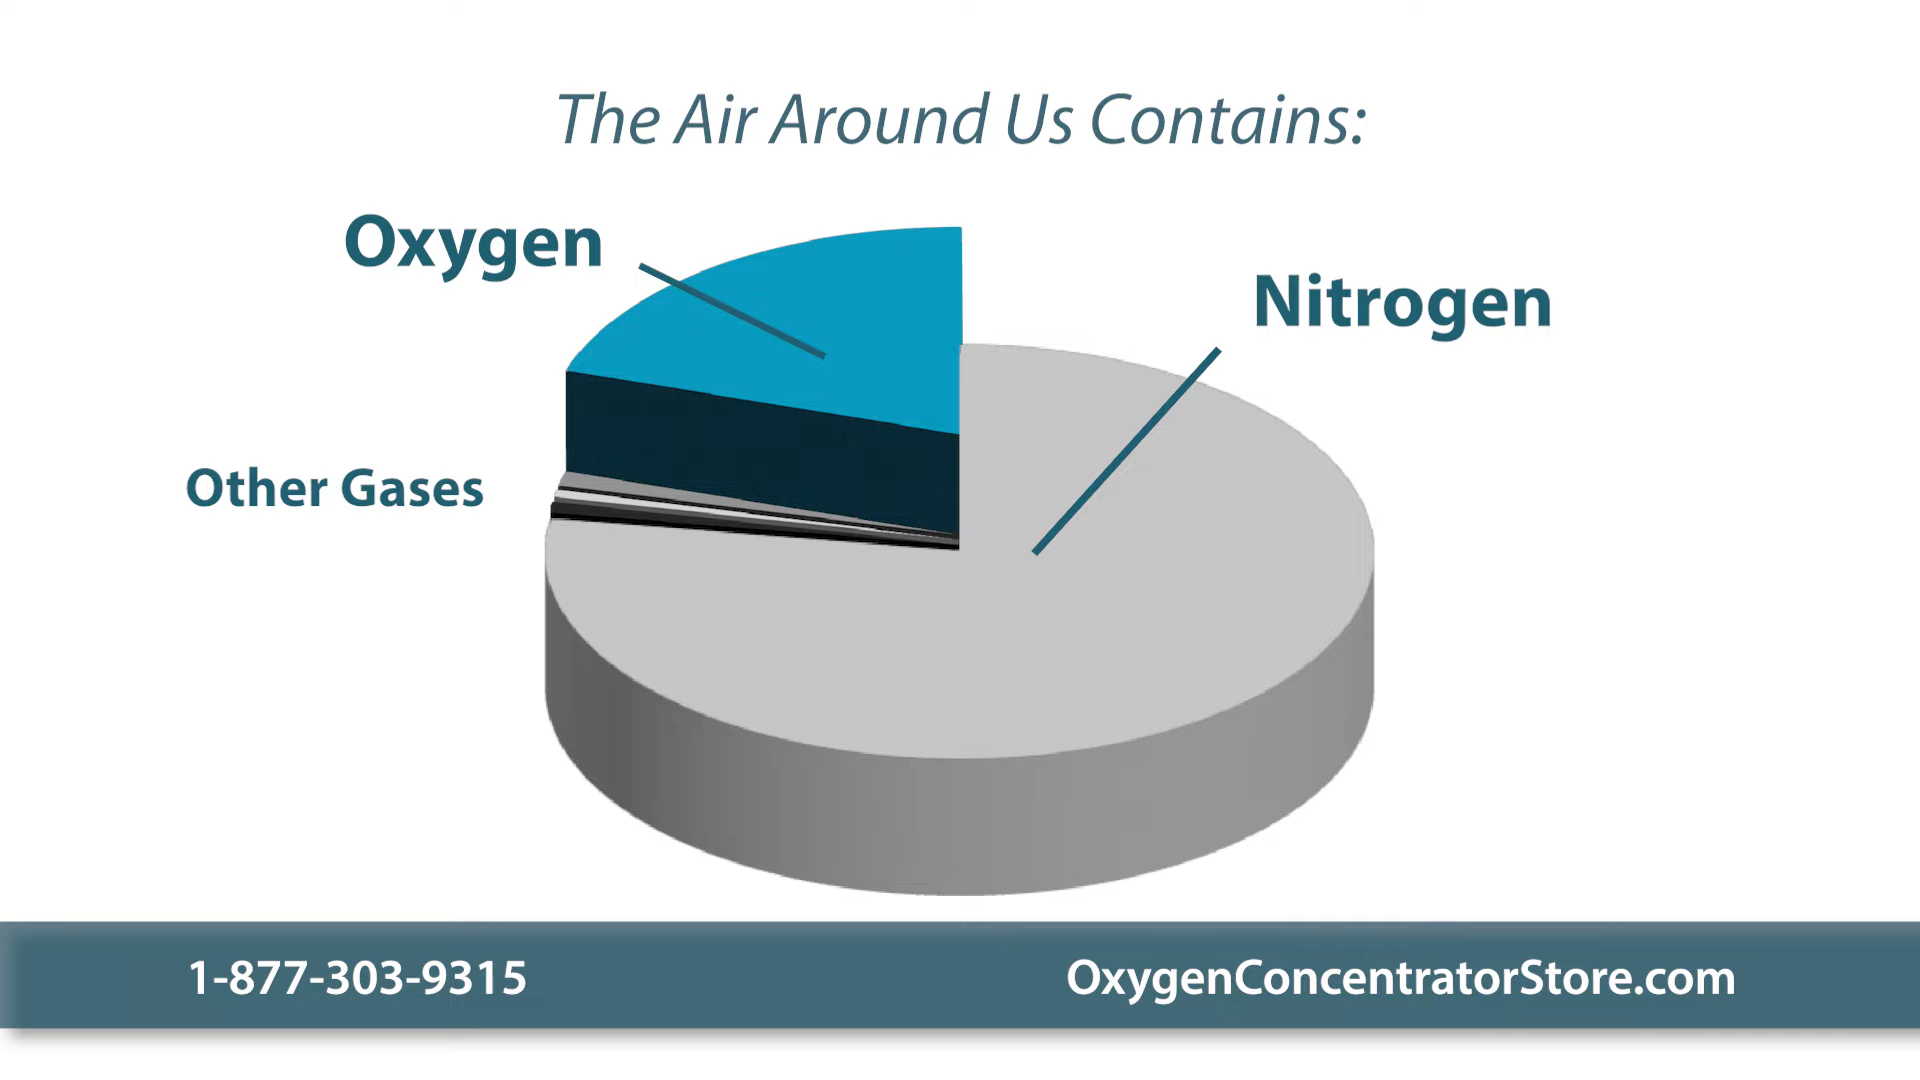 The Air Around Us Contains:
Oxygen
Nitrogen
Other Gases
1-877-303-9315
OxygenConcentratorStore.com